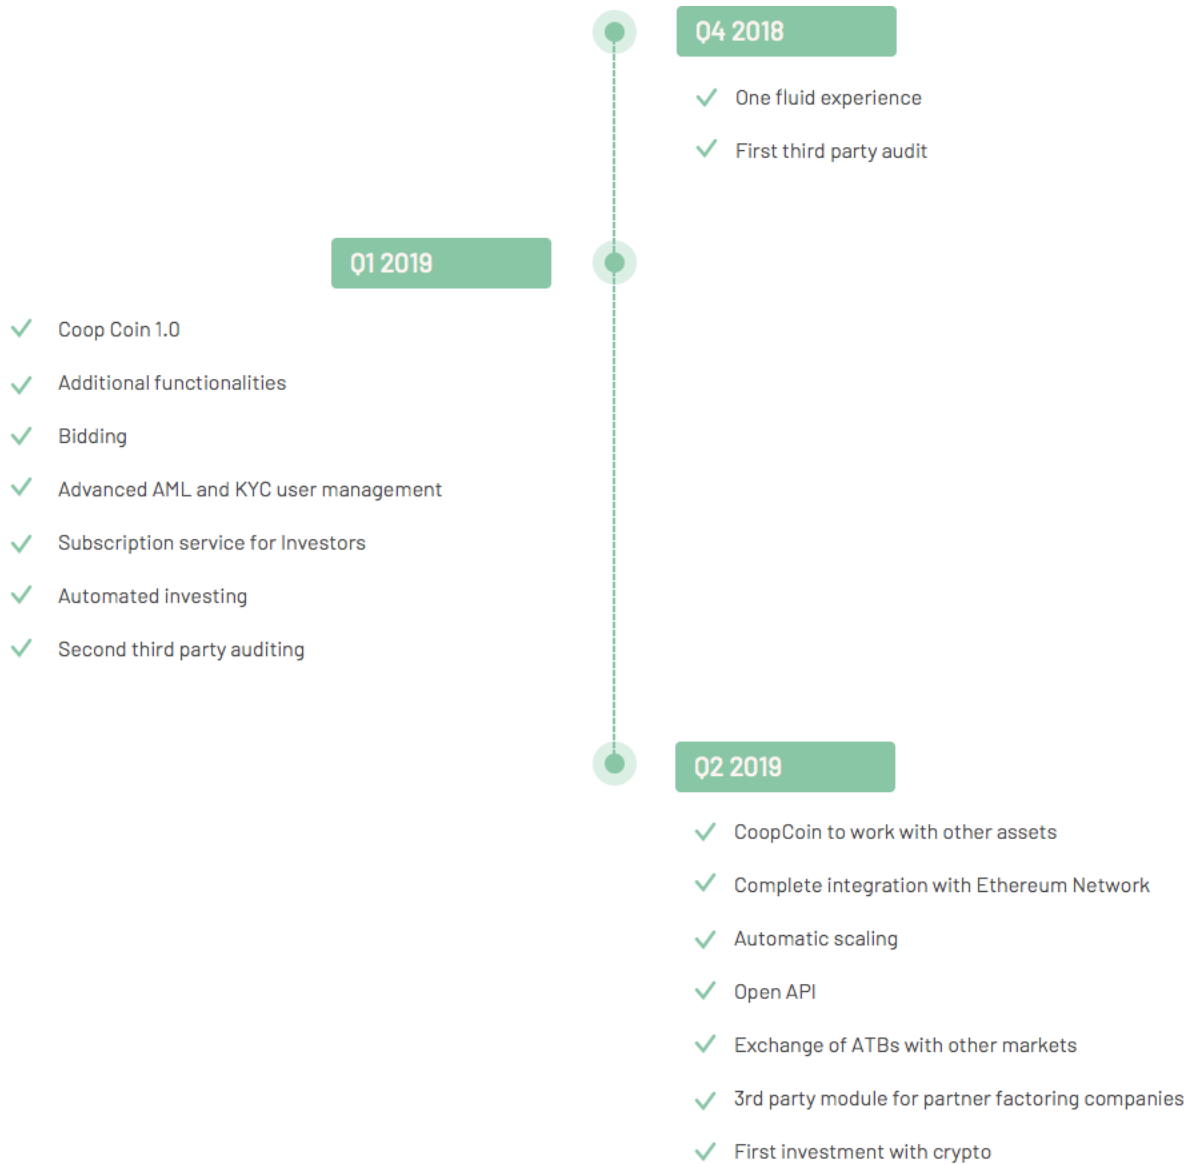 Q4 2018
One fluid experience
First third party audit
Q1 2019
Coop Coin 1.0
Additional functionalities
Bidding
Advanced AML and KYC user management
Subscription service for Investors
Automated investing
Second third party auditing
Q2 2019
CoopCoin to work with other assets
Complete integration with Ethereum Network
Automatic scaling
Open API
Exchange of ATBs with other markets
3rd party module for partner factoring companies
First investment with crypto